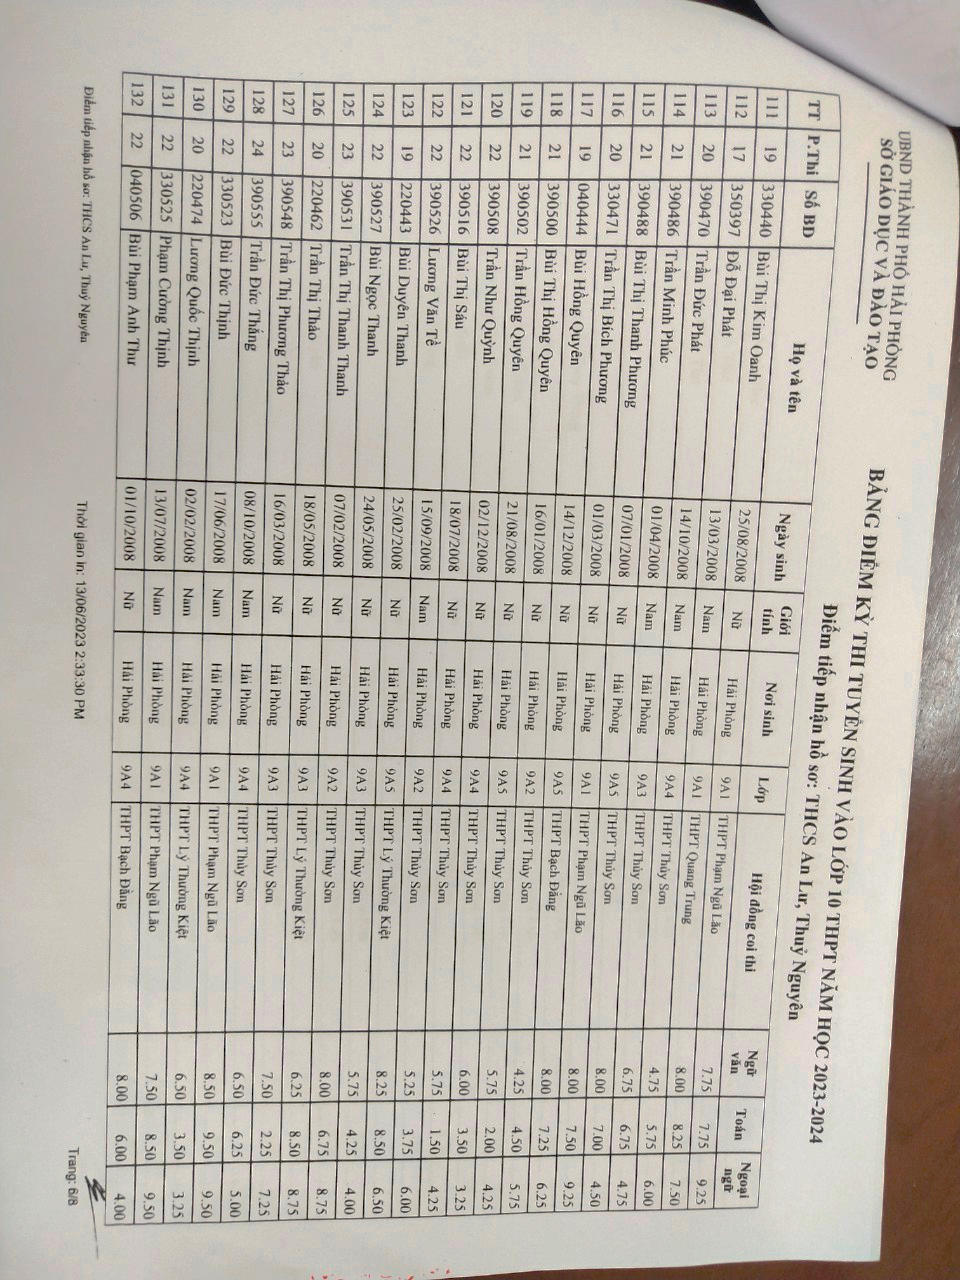 UBND THÀNH PHỐ HẢI PHÒNG
SỞ GIÁO DỤC VÀ ĐÀO TẠO
BẢNG ĐIỂM KỲ THI TUYỂN SINH VÀO LỚP 10 THPT NĂM HỌC 2023-2024
Điểm tiếp nhận hồ sơ: THCS An Lư, Thuỷ Nguyên
TT P.Thi Số BD Họ và tên Ngày sinh Giới tính Nơi sinh Lớp Hội đồng coi thi Ngữ văn Toán Ngoại ngữ
111 19 330440 Bùi Thị Kim Oanh 25/08/2008 Nữ Hải Phòng 9A1 THPT Phạm Ngũ Lão 7.75 7.75 9.25
112 17 350397 Đỗ Đại Phát 13/03/2008 Nam Hải Phòng 9A1 THPT Quang Trung 8.00 8.25 7.50
113 20 390470 Trần Đức Phát 14/10/2008 Nam Hải Phòng 9A4 THPT Thủy Sơn 4.75 5.75 6.00
114 21 390486 Trần Minh Phúc 01/04/2008 Nam Hải Phòng 9A3 THPT Thủy Sơn 6.75 6.75 4.75
115 21 390488 Bùi Thị Thanh Phương 07/01/2008 Nữ Hải Phòng 9A5 THPT Thủy Sơn 8.00 7.00 4.50
116 20 330471 Trần Thị Bích Phương 01/03/2008 Nữ Hải Phòng 9A1 THPT Phạm Ngũ Lão 8.00 7.50 9.25
117 19 040444 Bùi Hồng Quyên 14/12/2008 Nữ Hải Phòng 9A5 THPT Bạch Đằng 8.00 7.25 6.25
118 21 390500 Bùi Thị Hồng Quyên 16/01/2008 Nữ Hải Phòng 9A2 THPT Thủy Sơn 4.25 4.50 5.75
119 21 390502 Trần Hồng Quyên 21/08/2008 Nữ Hải Phòng 9A5 THPT Thủy Sơn 5.75 2.00 4.25
120 22 390508 Trần Như Quỳnh 02/12/2008 Nữ Hải Phòng 9A4 THPT Thủy Sơn 6.00 3.50 3.25
121 22 390516 Bùi Thị Sáu 18/07/2008 Nữ Hải Phòng 9A4 THPT Thủy Sơn 5.75 1.50 4.25
122 22 390526 Lương Văn Tề 15/09/2008 Nam Hải Phòng 9A2 THPT Thủy Sơn 5.25 3.75 6.00
123 19 220443 Bùi Duyên Thanh 25/02/2008 Nữ Hải Phòng 9A5 THPT Lý Thường Kiệt 8.25 8.50 6.50
124 22 390527 Bùi Ngọc Thanh 24/05/2008 Nữ Hải Phòng 9A3 THPT Thủy Sơn 5.75 4.25 4.00
125 23 390531 Trần Thị Thanh Thanh 07/02/2008 Nữ Hải Phòng 9A2 THPT Thủy Sơn 8.00 6.75 8.75
126 20 220462 Trần Thị Thảo 18/05/2008 Nữ Hải Phòng 9A3 THPT Lý Thường Kiệt 6.25 8.50 8.75
127 23 390548 Trần Thị Phương Thảo 16/03/2008 Nữ Hải Phòng 9A3 THPT Thủy Sơn 7.50 2.25 7.25
128 24 390555 Trần Đức Thắng 08/10/2008 Nam Hải Phòng 9A4 THPT Thủy Sơn 6.50 6.25 5.00
129 22 330523 Bùi Đức Thịnh 17/06/2008 Nam Hải Phòng 9A1 THPT Phạm Ngũ Lão 8.50 9.50 9.50
130 20 220474 Lương Quốc Thịnh 02/02/2008 Nam Hải Phòng 9A4 THPT Lý Thường Kiệt 6.50 3.50 3.25
131 22 330525 Phạm Cường Thịnh 13/07/2008 Nam Hải Phòng 9A1 THPT Phạm Ngũ Lão 7.50 8.50 9.50
132 22 040506 Bùi Phạm Anh Thư 01/10/2008 Nữ Hải Phòng 9A4 THPT Bạch Đằng 8.00 6.00 4.00
Điểm tiếp nhận hồ sơ: THCS An Lư, Thuỷ Nguyên Thời gian in: 13/06/2023 2:33:30 PM Trang: 6/8